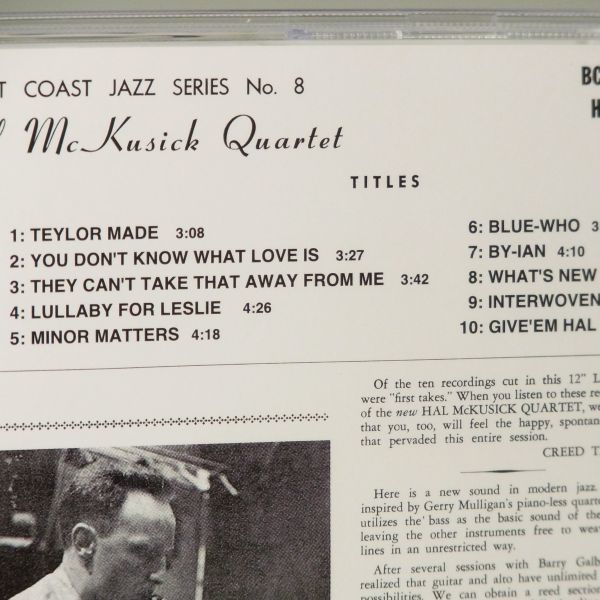 T COAST JAZZ SERIES No. 8
BC
H
McKusick Quartet
TITLES
1: TEYLOR MADE 3:08
2: YOU DON'T KNOW WHAT LOVE IS 3:27
3: THEY CAN'T TAKE THAT AWAY FROM ME 3:42
4: LULLABY FOR LESLIE 4:26
5: MINOR MATTERS 4:18
6: BLUE-WHO 3
7: BY-IAN 4:10
8: WHAT'S NEW
9: INTERWOVEN
10: GIVE'EM HAL
Of the ten recordings cut in this 12" L
were "first takes." When you listen to these re
of the new HAL McKUSICK QUARTET, we
that you, too, will feel the happy, spontan
that pervaded this entire session.
CREED T
Here is a new sound in modern jazz.
inspired by Gerry Mulligan's piano-less quarte
utilizes the bass as the basic sound of the
leaving the other instruments free to weav
lines in an unrestricted way.
After several sessions with Barry Galb
realized that guitar and alto have unlimited
possibilities. We can obtain a reed section